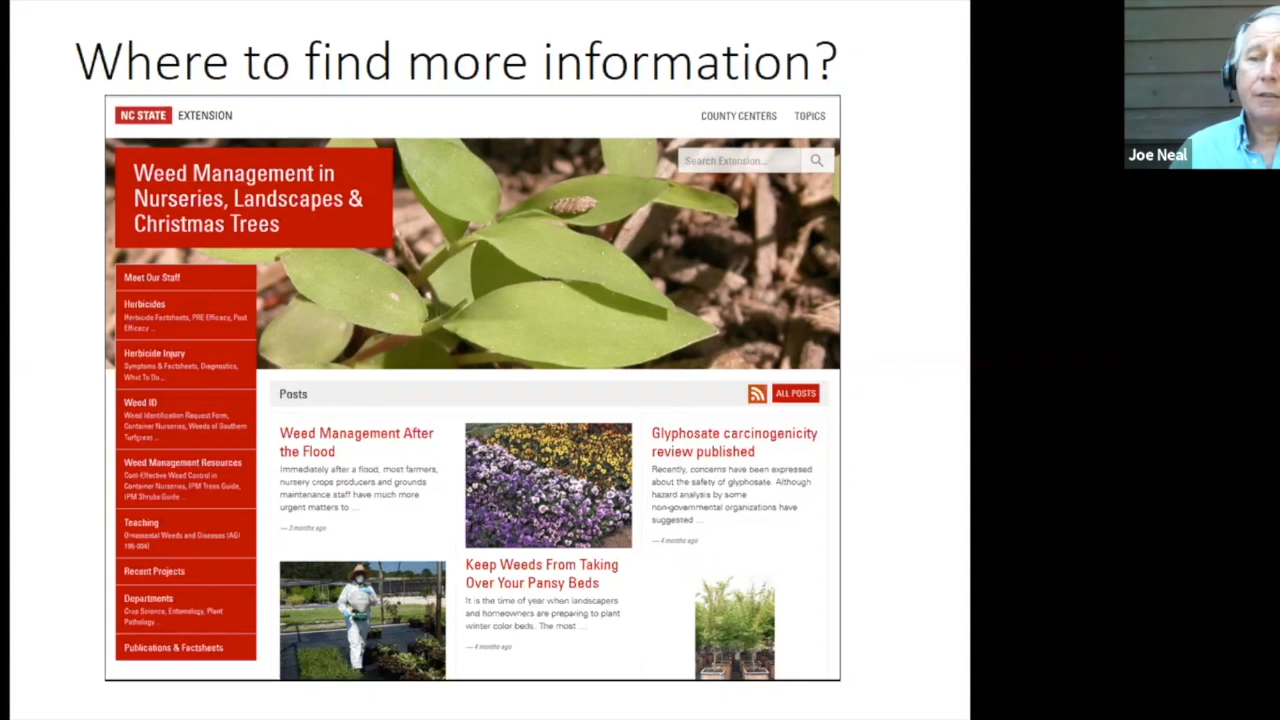 Where to find more information?
NC STATE EXTENSION
COUNTY CENTERS TOPICS
Search Extension...
Weed Management in
Nurseries, Landscapes &
Christmas Trees
Meet Our Staff
Herbicides
Herbicide Factsheets, PRE Efficacy, Post
Efficacy ...
Herbicide Injury
Symptoms & Factsheets, Diagnostics,
What To Do ...
Weed ID
Weed Identification Request Form,
Container Nurseries, Weeds of Southern
Turfgrass ...
Weed Management Resources
Cost-Effective Weed Control in
Container Nurseries, IPM Trees Guide,
IPM Shrubs Guide ...
Teaching
Ornamental Weeds and Diseases (AGI
195-004)
Recent Projects
Departments
Crop Science, Entomology, Plant
Pathology ...
Publications & Factsheets
Posts
ALL POSTS
Weed Management After
the Flood
Immediately after a flood, most farmers,
nursery crops producers and grounds
maintenance staff have much more
urgent matters to ...
— 3 months ago
Keep Weeds From Taking
Over Your Pansy Beds
It is the time of year when landscapers
and homeowners are preparing to plant
winter color beds. The most ...
— 4 months ago
Glyphosate carcinogenicity
review published
Recently, concerns have been expressed
about the safety of glyphosate. Although
hazard analysis by some
non-governmental organizations have
suggested ...
— 4 months ago
Joe Neal